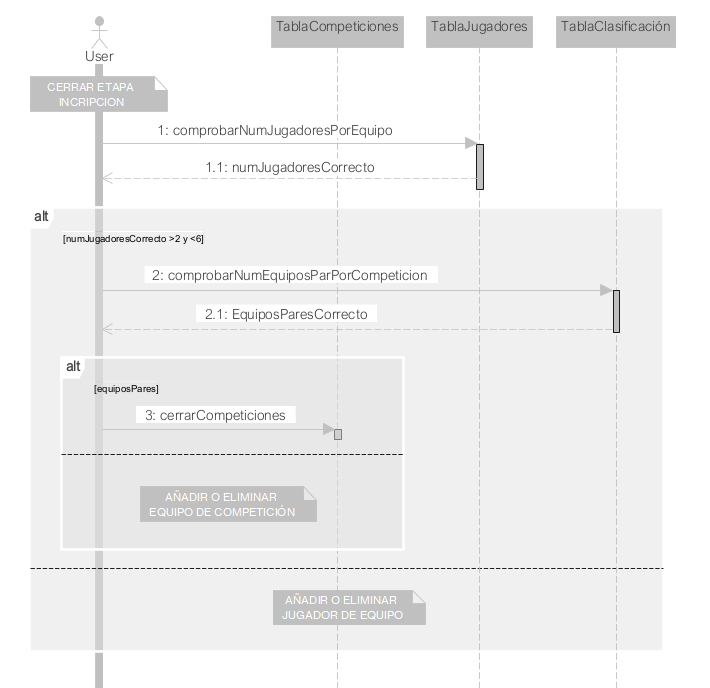 User
TablaCompeticiones
TablaJugadores
TablaClasificación
CERRAR ETAPA
INCRIPCION
1: comprobarNumJugadoresPorEquipo
1.1: numJugadoresCorrecto
alt
[numJugadoresCorrecto >2 y <6]
2: comprobarNumEquiposParPorCompeticion
2.1: EquiposParesCorrecto
alt
[equiposPares]
3: cerrarCompeticiones
AÑADIR O ELIMINAR
EQUIPO DE COMPETICIÓN
AÑADIR O ELIMINAR
JUGADOR DE EQUIPO